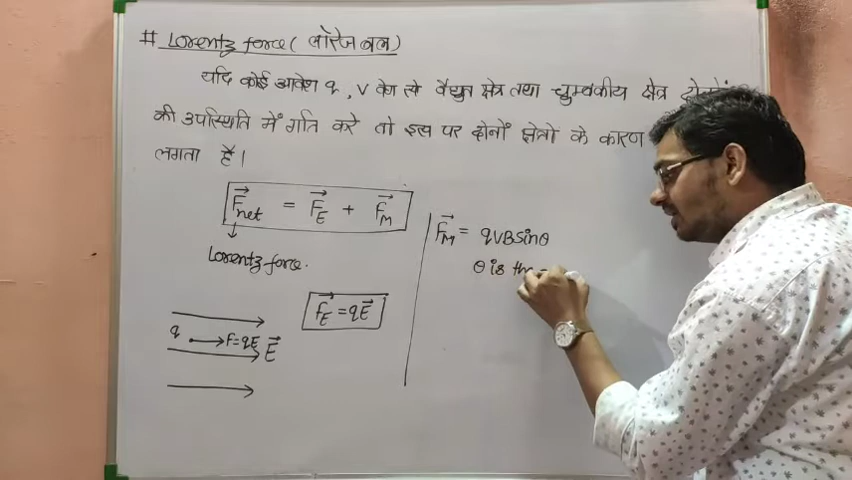 # Lorentz force ( लॉरेंज बल )
यदि कोई आवेश q , v वेग से वैद्युत क्षेत्र तथा चुम्बकीय क्षेत्र
की उपस्थिति में गति करे तो इस पर दोनों क्षेत्रो के कारण
लगता है।
F⃗net = F⃗E + F⃗M
↓
Lorentz force.
F⃗M = qVBsinθ
θ is the
F⃗E = qE⃗
q → F=qE E⃗